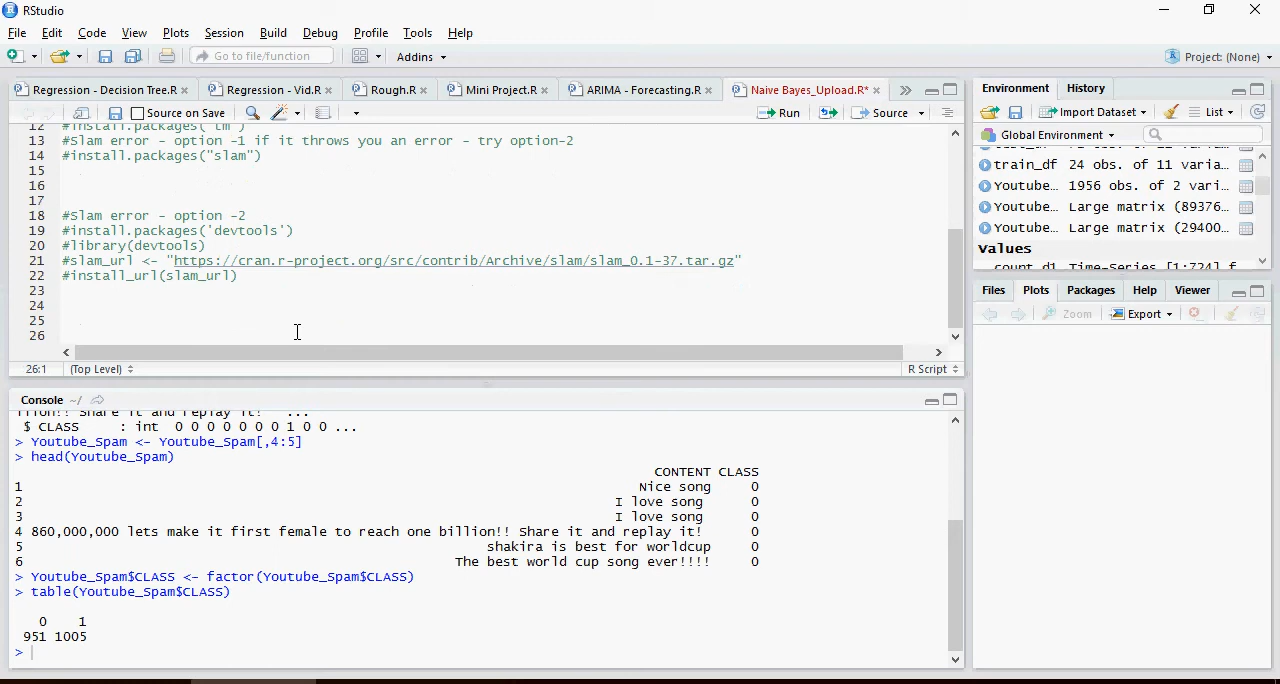 RStudio
File Edit Code View Plots Session Build Debug Profile Tools Help
Go to file/function Addins Project: (None)
Regression - Decision Tree.R Regression - Vid.R Rough.R Mini Project.R ARIMA - Forecasting.R Naive Bayes_Upload.R*
Source on Save Run Source
12 #install.packages("tm")
13 #Slam error - option -1 if it throws you an error - try option-2
14 #install.packages("slam")
15
16
17
18 #Slam error - option -2
19 #install.packages('devtools')
20 #library(devtools)
21 #slam_url <- "https://cran.r-project.org/src/contrib/Archive/slam/slam_0.1-37.tar.gz"
22 #install_url(slam_url)
23
24
25
26
26:1 (Top Level) R Script
Console ~/
$ CLASS : int 0 0 0 0 0 0 0 1 0 0 ...
> Youtube_Spam <- Youtube_Spam[,4:5]
> head(Youtube_Spam)
CONTENT CLASS
1 Nice song 0
2 I love song 0
3 I love song 0
4 860,000,000 lets make it first female to reach one billion!! Share it and replay it! 0
5 shakira is best for worldcup 0
6 The best world cup song ever!!!! 0
> Youtube_Spam$CLASS <- factor(Youtube_Spam$CLASS)
> table(Youtube_Spam$CLASS)
0 1
951 1005
>
Environment History
Import Dataset List
Global Environment
train_df 24 obs. of 11 varia...
Youtube... 1956 obs. of 2 vari...
Youtube... Large matrix (89376...
Youtube... Large matrix (29400...
Values
count_d1 Time-Series [1:724] f
Files Plots Packages Help Viewer
Zoom Export